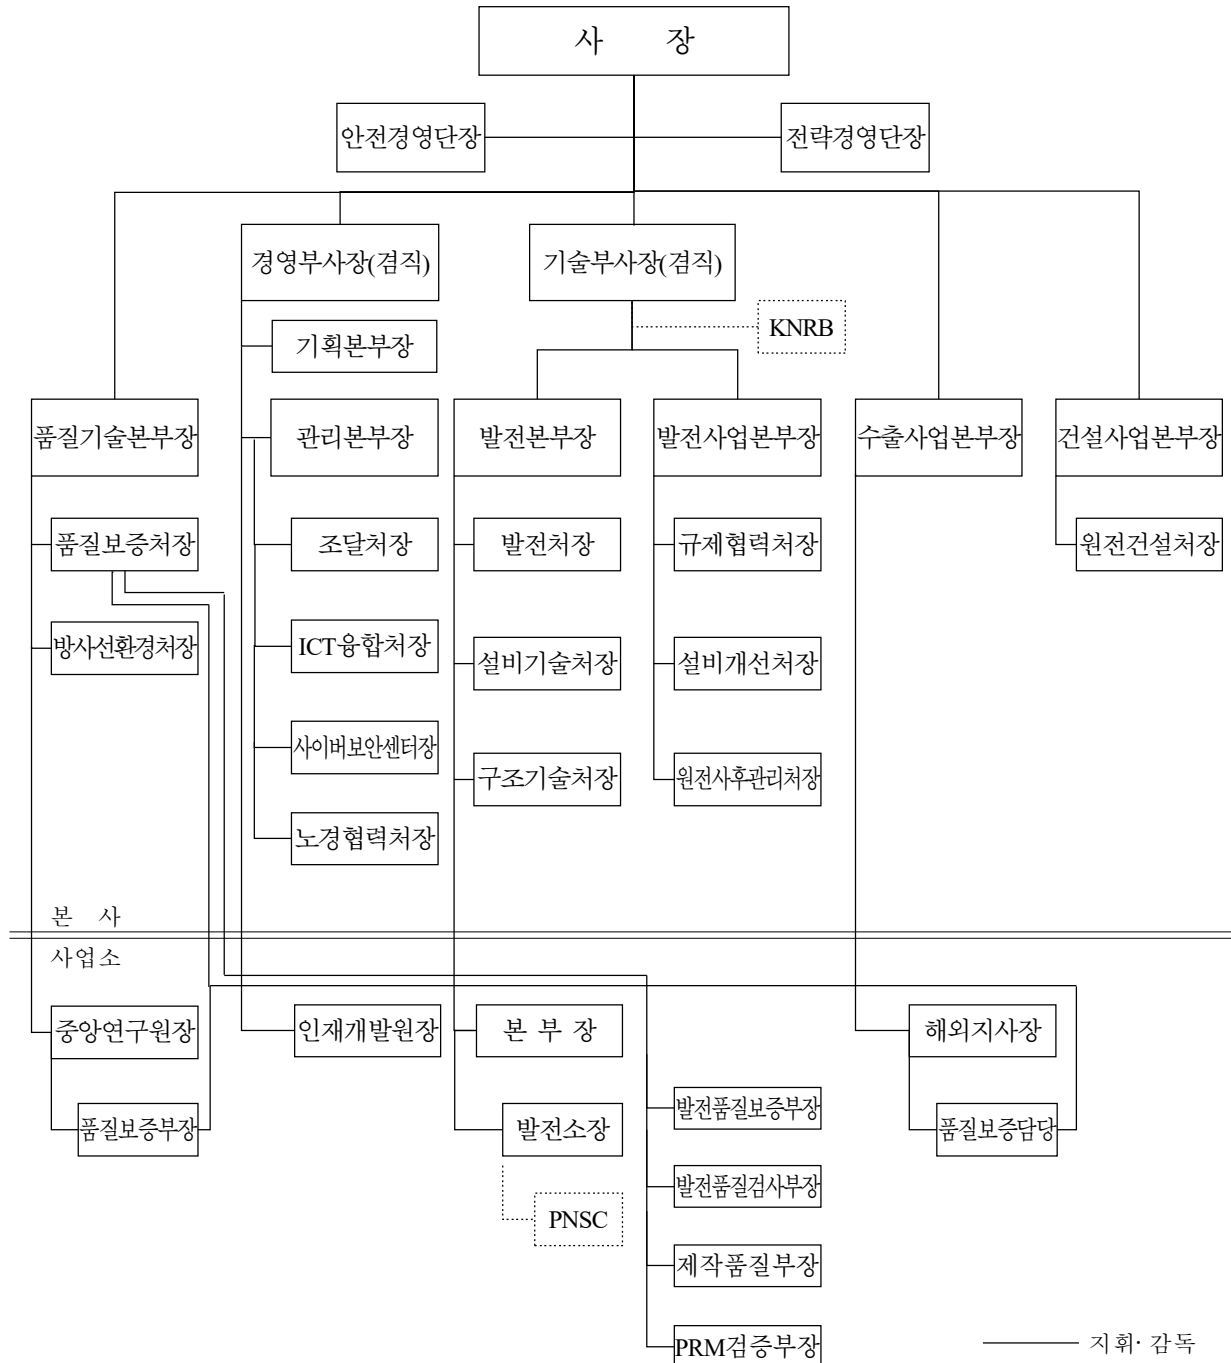 사 장
안전경영단장
전략경영단장
경영부사장(겸직)
기술부사장(겸직)
KNRB
기획본부장
품질기술본부장
관리본부장
발전본부장
발전사업본부장
수출사업본부장
건설사업본부장
품질보증처장
조달처장
발전처장
규제협력처장
원전건설처장
방사선환경처장
ICT융합처장
설비기술처장
설비개선처장
사이버보안센터장
구조기술처장
원전사후관리처장
노경협력처장
본 사
사업소
중앙연구원장
인재개발원장
본 부 장
해외지사장
품질보증부장
발전소장
발전품질보증부장
품질보증담당
발전품질검사부장
PNSC
제작품질부장
PRM검증부장
지휘· 감독